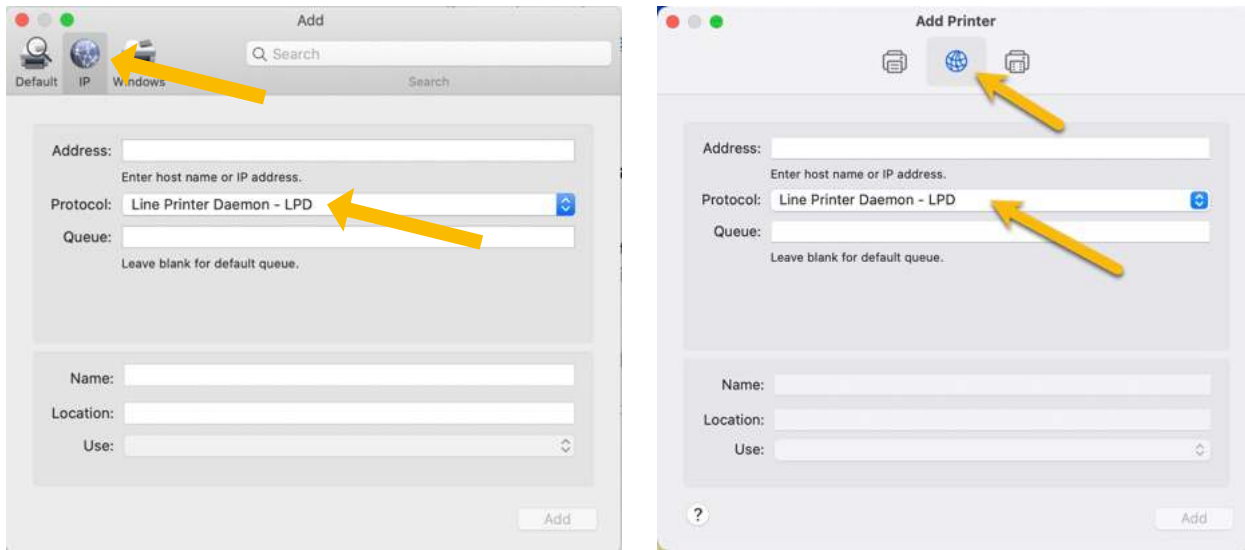 Add
Search
Default IP Windows Search
Address:
Enter host name or IP address.
Protocol: Line Printer Daemon - LPD
Queue:
Leave blank for default queue.
Name:
Location:
Use:
Add
Add Printer
Address:
Enter host name or IP address.
Protocol: Line Printer Daemon - LPD
Queue:
Leave blank for default queue.
Name:
Location:
Use:
? Add